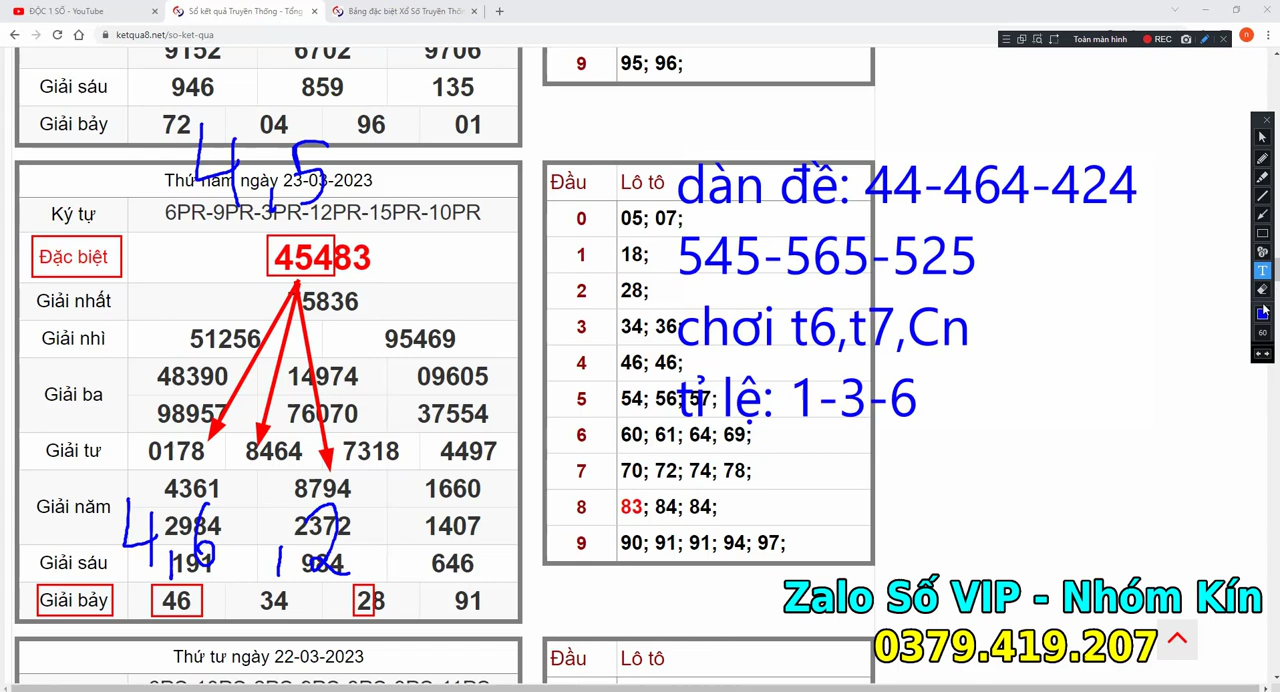 ĐỘC 1 SỐ - YouTube
Sổ kết quả Truyền Thống - Tổng
Bảng đặc biệt Xổ Số Truyền Thố
ketqua8.net/so-ket-qua
Toàn màn hình
REC
9152 6702 9706
Giải sáu 946 859 135
Giải bảy 72 04 96 01
9 95; 96;
4,5
Thứ năm ngày 23-03-2023
Ký tự 6PR-9PR-3PR-12PR-15PR-10PR
Đặc biệt 45483
Giải nhất 75836
Giải nhì 51256 95469
Giải ba 48390 14974 09605
98957 76070 37554
Giải tư 0178 8464 7318 4497
Giải năm 4361 8794 1660
2984 2372 1407
4,6,2
Giải sáu 191 984 646
Giải bảy 46 34 28 91
Đầu Lô tô
0 05; 07;
1 18;
2 28;
3 34; 36;
4 46; 46;
5 54; 56; 57;
6 60; 61; 64; 69;
7 70; 72; 74; 78;
8 83; 84; 84;
9 90; 91; 91; 94; 97;
dàn đề: 44-464-424
545-565-525
chơi t6,t7,Cn
tỉ lệ: 1-3-6
60
Zalo Số VIP - Nhóm Kín
0379.419.207
Thứ tư ngày 22-03-2023
Đầu Lô tô